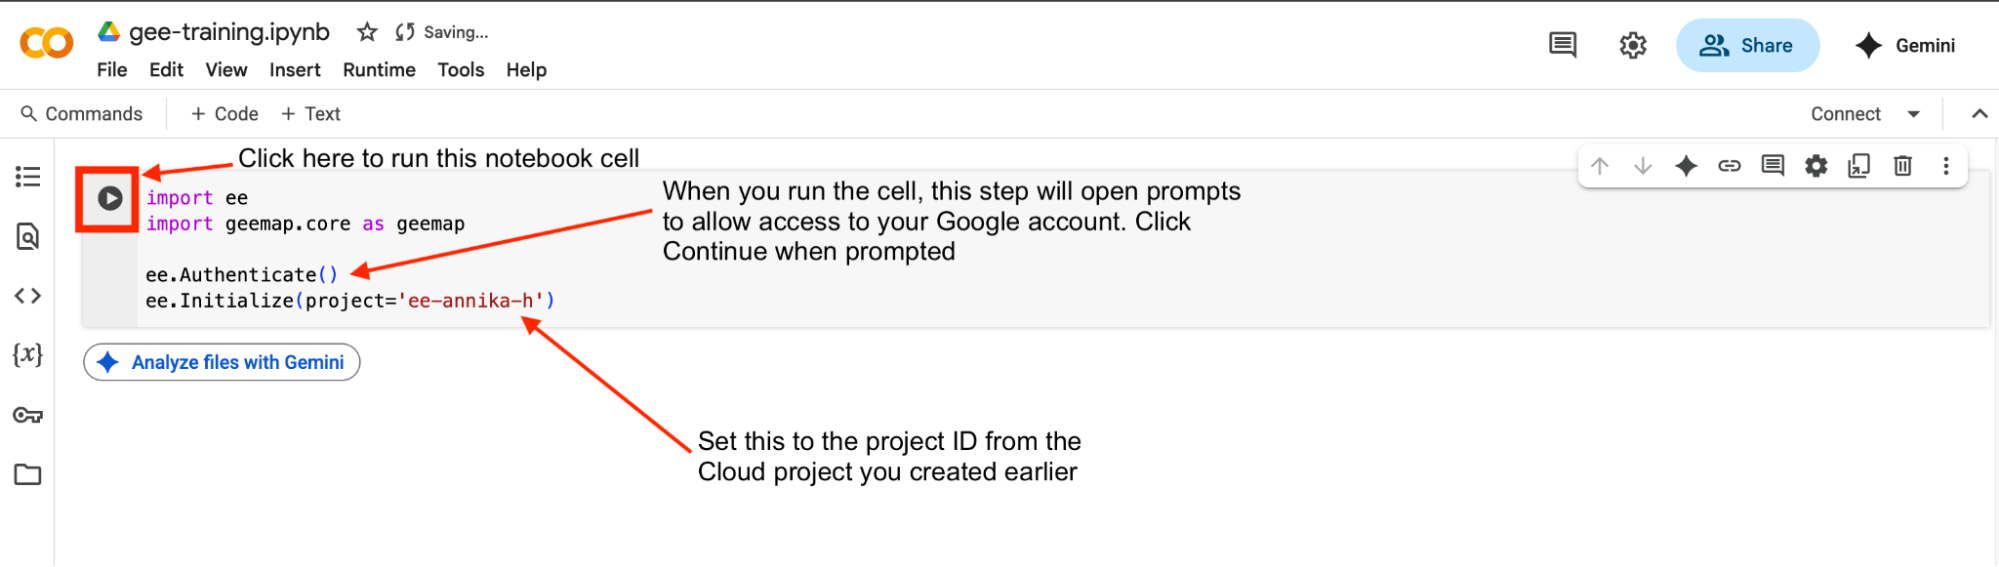 gee-training.ipynb Saving...
File Edit View Insert Runtime Tools Help
Share
Gemini
Commands + Code + Text
Connect
Click here to run this notebook cell
import ee
import geemap.core as geemap
ee.Authenticate()
ee.Initialize(project='ee-annika-h')
When you run the cell, this step will open prompts
to allow access to your Google account. Click
Continue when prompted
Analyze files with Gemini
Set this to the project ID from the
Cloud project you created earlier